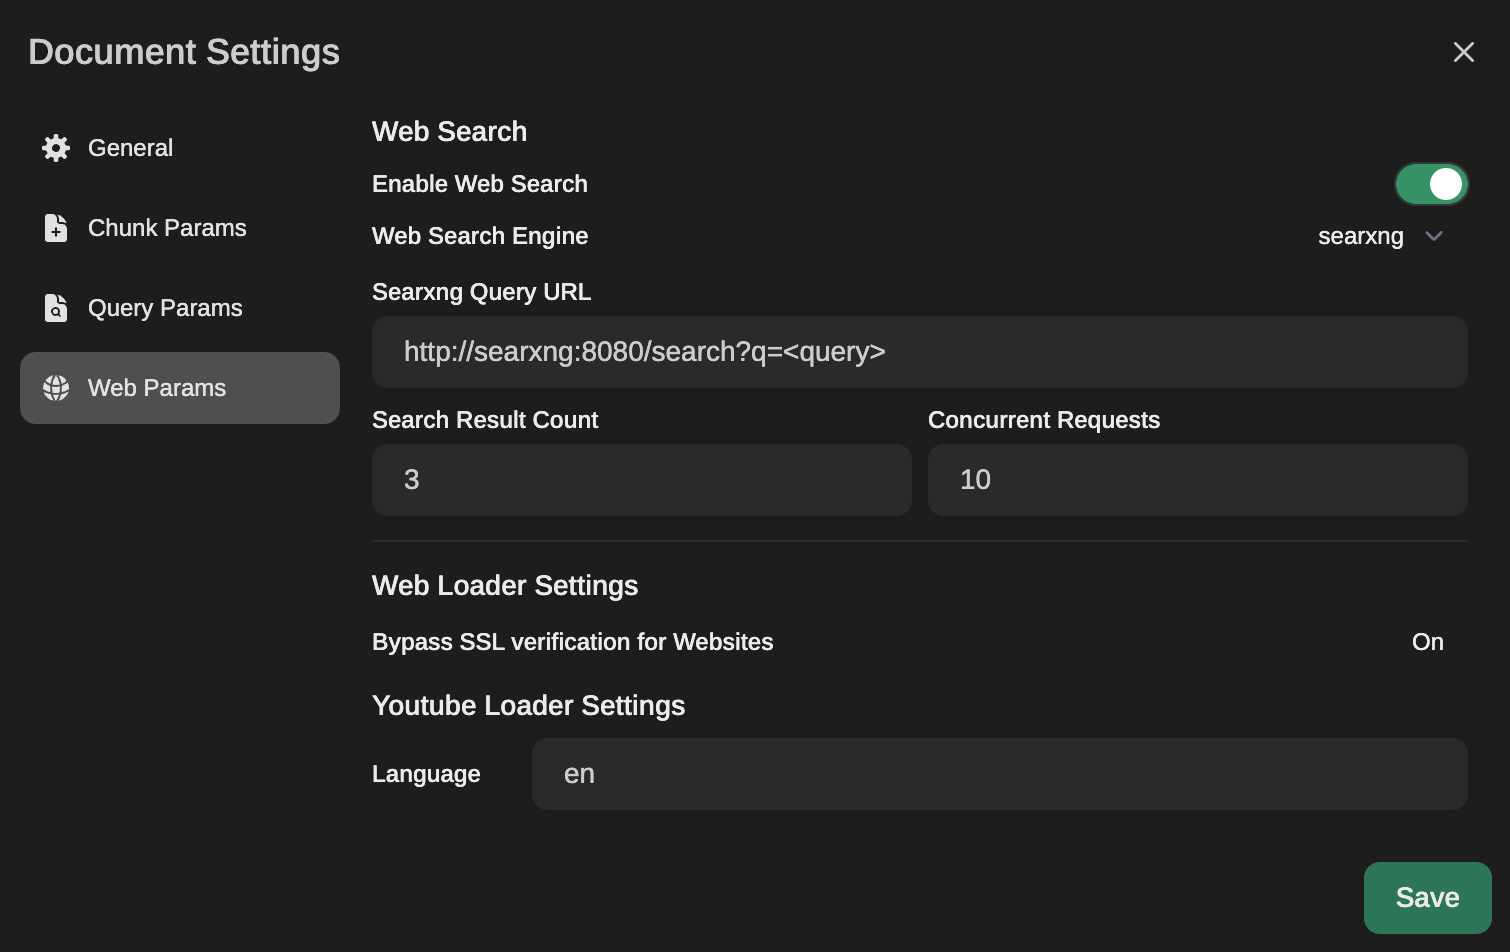 Document Settings
General
Chunk Params
Query Params
Web Params
Web Search
Enable Web Search
Web Search Engine
searxng
Searxng Query URL
http://searxng:8080/search?q=<query>
Search Result Count
Concurrent Requests
3
10
Web Loader Settings
Bypass SSL verification for Websites
On
Youtube Loader Settings
Language
en
Save